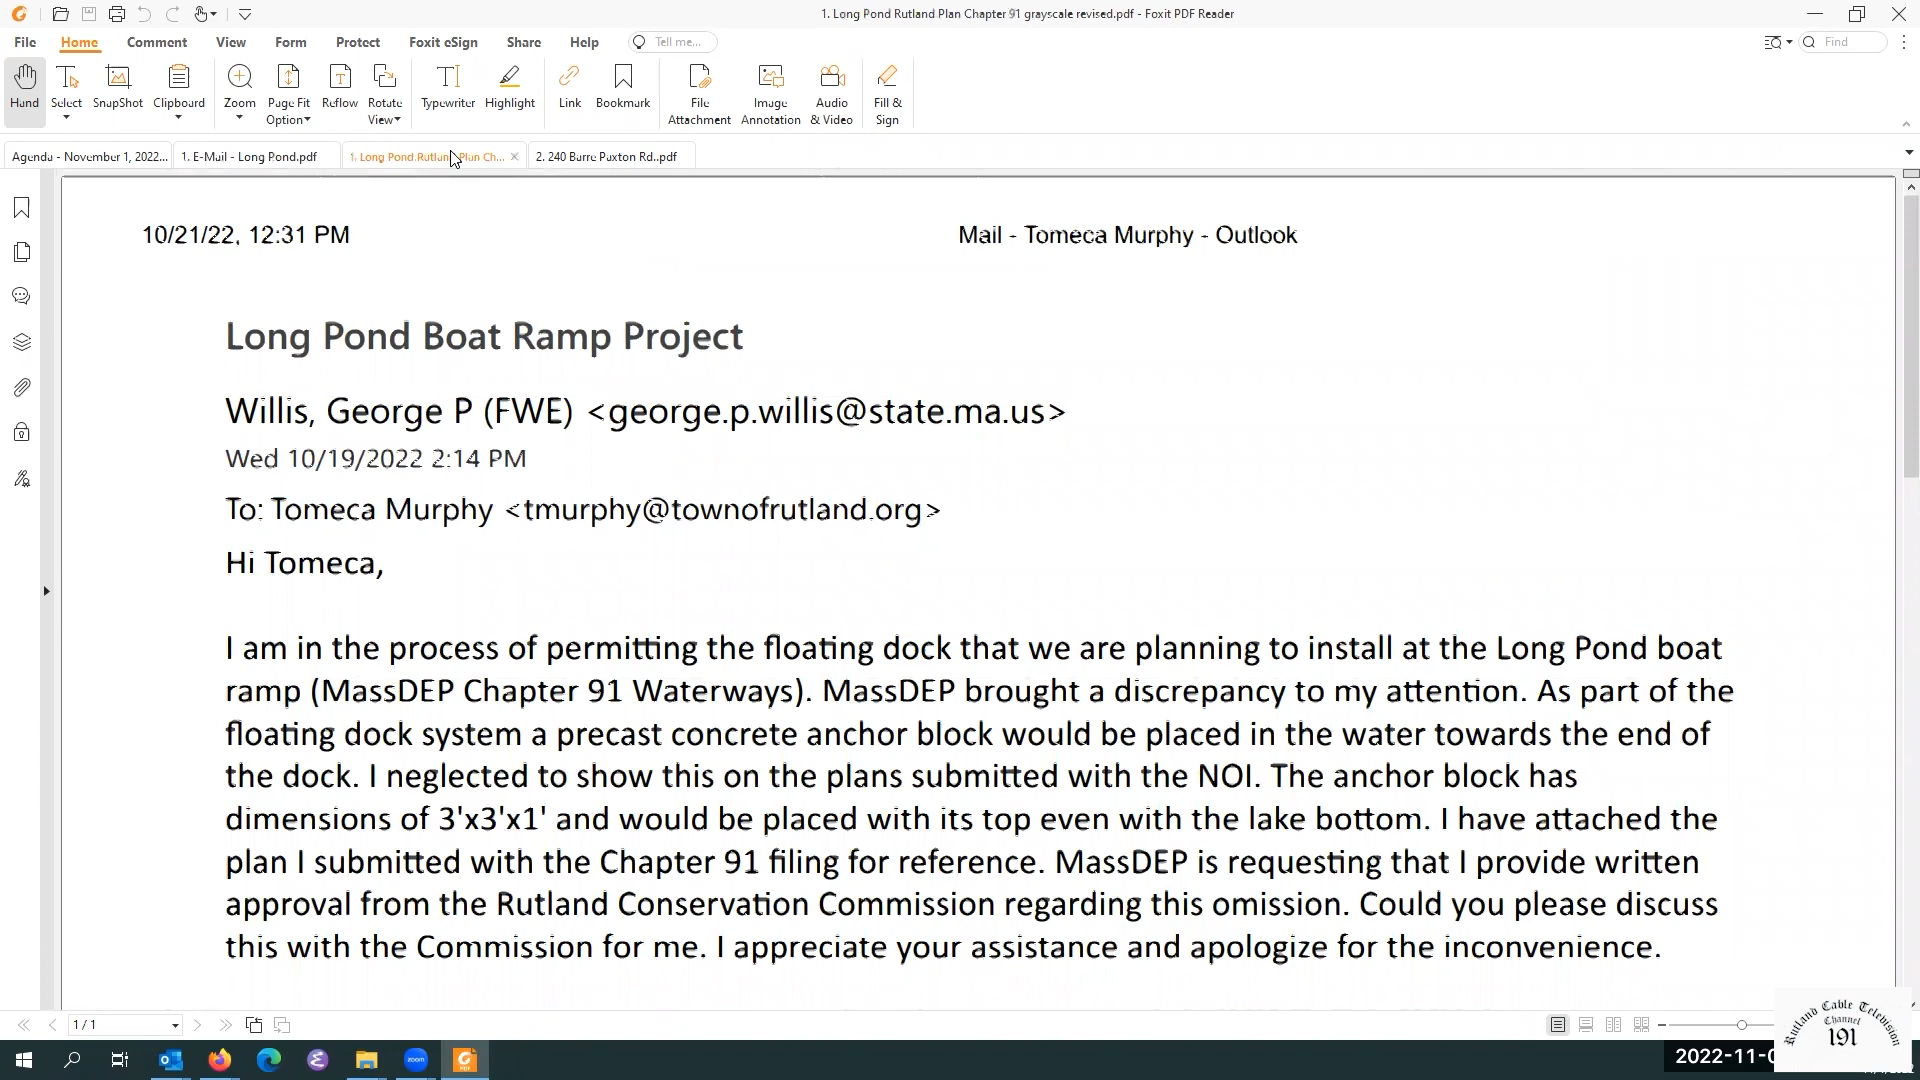 1. Long Pond Rutland Plan Chapter 91 grayscale revised.pdf - Foxit PDF Reader
File Home Comment View Form Protect Foxit eSign Share Help Tell me... Find
Hand Select SnapShot Clipboard Zoom Page Fit Option Reflow Rotate View Typewriter Highlight Link Bookmark File Attachment Image Annotation Audio & Video Fill & Sign
Agenda - November 1, 2022... 1. E-Mail - Long Pond.pdf 1. Long Pond Rutland Plan Ch... 2. 240 Barre Paxton Rd..pdf
10/21/22, 12:31 PM Mail - Tomeca Murphy - Outlook
Long Pond Boat Ramp Project
Willis, George P (FWE) <george.p.willis@state.ma.us>
Wed 10/19/2022 2:14 PM
To: Tomeca Murphy <tmurphy@townofrutland.org>
Hi Tomeca,
I am in the process of permitting the floating dock that we are planning to install at the Long Pond boat
ramp (MassDEP Chapter 91 Waterways). MassDEP brought a discrepancy to my attention. As part of the
floating dock system a precast concrete anchor block would be placed in the water towards the end of
the dock. I neglected to show this on the plans submitted with the NOI. The anchor block has
dimensions of 3'x3'x1' and would be placed with its top even with the lake bottom. I have attached the
plan I submitted with the Chapter 91 filing for reference. MassDEP is requesting that I provide written
approval from the Rutland Conservation Commission regarding this omission. Could you please discuss
this with the Commission for me. I appreciate your assistance and apologize for the inconvenience.
1 / 1
Rutland Cable Television
Channel
191
zoom
PDF
2022-11-0